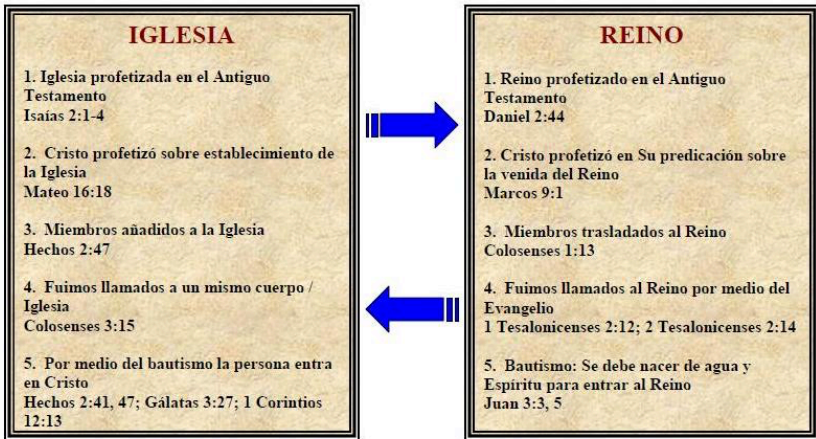 IGLESIA
1. Iglesia profetizada en el Antiguo
Testamento
Isaías 2:1-4
2. Cristo profetizó sobre establecimiento de
la Iglesia
Mateo 16:18
3. Miembros añadidos a la Iglesia
Hechos 2:47
4. Fuimos llamados a un mismo cuerpo /
Iglesia
Colosenses 3:15
5. Por medio del bautismo la persona entra
en Cristo
Hechos 2:41, 47; Gálatas 3:27; 1 Corintios
12:13
REINO
1. Reino profetizado en el Antiguo
Testamento
Daniel 2:44
2. Cristo profetizó en Su predicación sobre
la venida del Reino
Marcos 9:1
3. Miembros trasladados al Reino
Colosenses 1:13
4. Fuimos llamados al Reino por medio del
Evangelio
1 Tesalonicenses 2:12; 2 Tesalonicenses 2:14
5. Bautismo: Se debe nacer de agua y
Espíritu para entrar al Reino
Juan 3:3, 5